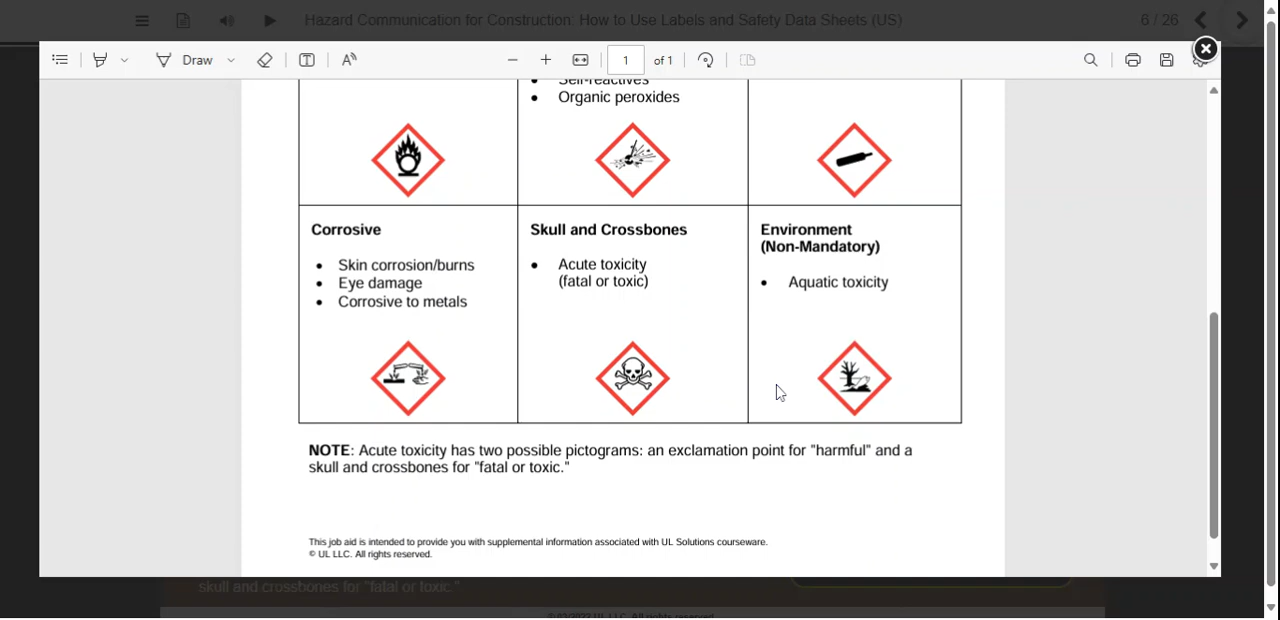 Hazard Communication for Construction: How to Use Labels and Safety Data Sheets (US)
6 / 26
Draw
1 of 1
Self-reactives
Organic peroxides
Corrosive
Skin corrosion/burns
Eye damage
Corrosive to metals
Skull and Crossbones
Acute toxicity
(fatal or toxic)
Environment
(Non-Mandatory)
Aquatic toxicity
NOTE: Acute toxicity has two possible pictograms: an exclamation point for "harmful" and a
skull and crossbones for "fatal or toxic."
This job aid is intended to provide you with supplemental information associated with UL Solutions courseware.
© UL LLC. All rights reserved.
skull and crossbones for "fatal or toxic."